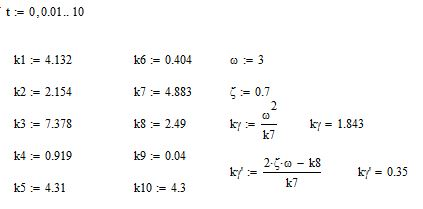 t := 0, 0.01 .. 10
k1 := 4.132 k6 := 0.404 ω := 3
k2 := 2.154 k7 := 4.883 ζ := 0.7
k3 := 7.378 k8 := 2.49 kγ := ω^2 / k7 kγ = 1.843
k4 := 0.919 k9 := 0.04
k5 := 4.31 k10 := 4.3 kγ' := (2·ζ·ω − k8) / k7 kγ' = 0.35